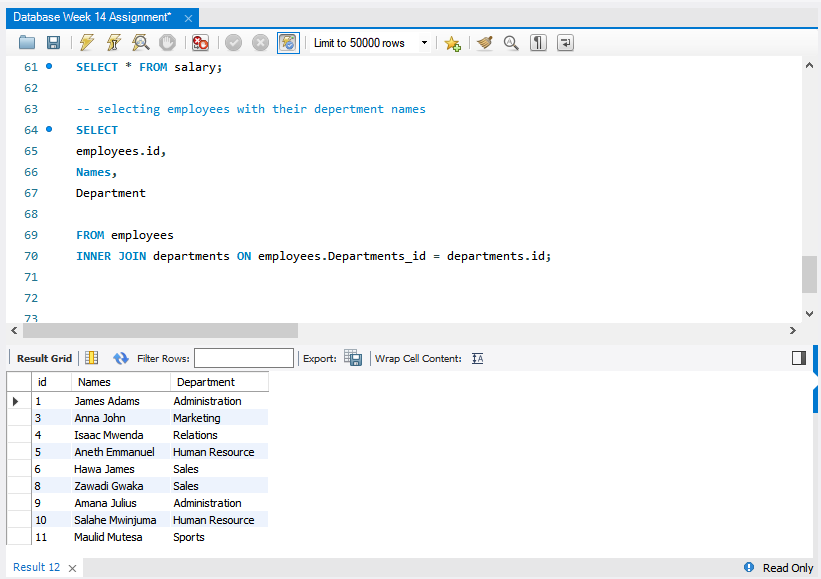 Database Week 14 Assignment*
Limit to 50000 rows
61 SELECT * FROM salary;
62
63 -- selecting employees with their depertment names
64 SELECT
65 employees.id,
66 Names,
67 Department
68
69 FROM employees
70 INNER JOIN departments ON employees.Departments_id = departments.id;
71
72
73
Result Grid Filter Rows: Export: Wrap Cell Content:
id Names Department
1 James Adams Administration
3 Anna John Marketing
4 Isaac Mwenda Relations
5 Aneth Emmanuel Human Resource
6 Hawa James Sales
8 Zawadi Gwaka Sales
9 Amana Julius Administration
10 Salahe Mwinjuma Human Resource
11 Maulid Mutesa Sports
Result 12 Read Only